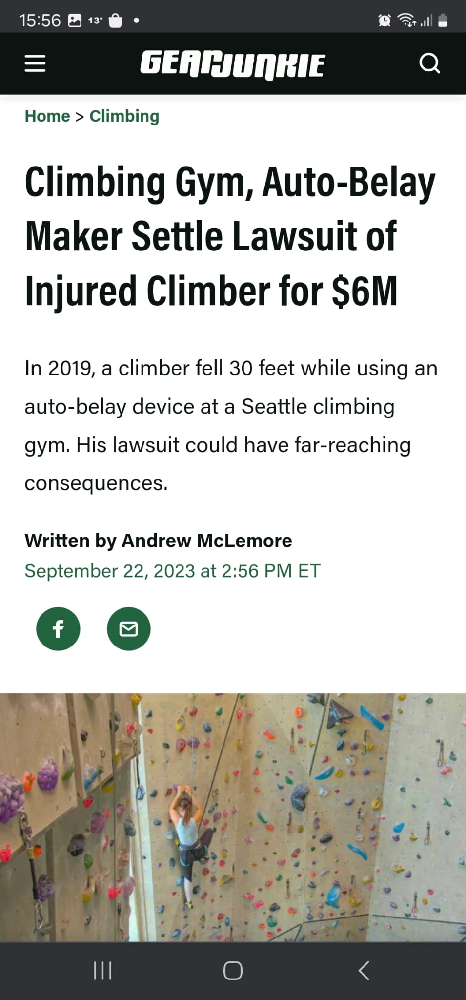 15:56 13°
GEARJUNKIE
Home > Climbing
Climbing Gym, Auto-Belay
Maker Settle Lawsuit of
Injured Climber for $6M
In 2019, a climber fell 30 feet while using an
auto-belay device at a Seattle climbing
gym. His lawsuit could have far-reaching
consequences.
Written by Andrew McLemore
September 22, 2023 at 2:56 PM ET